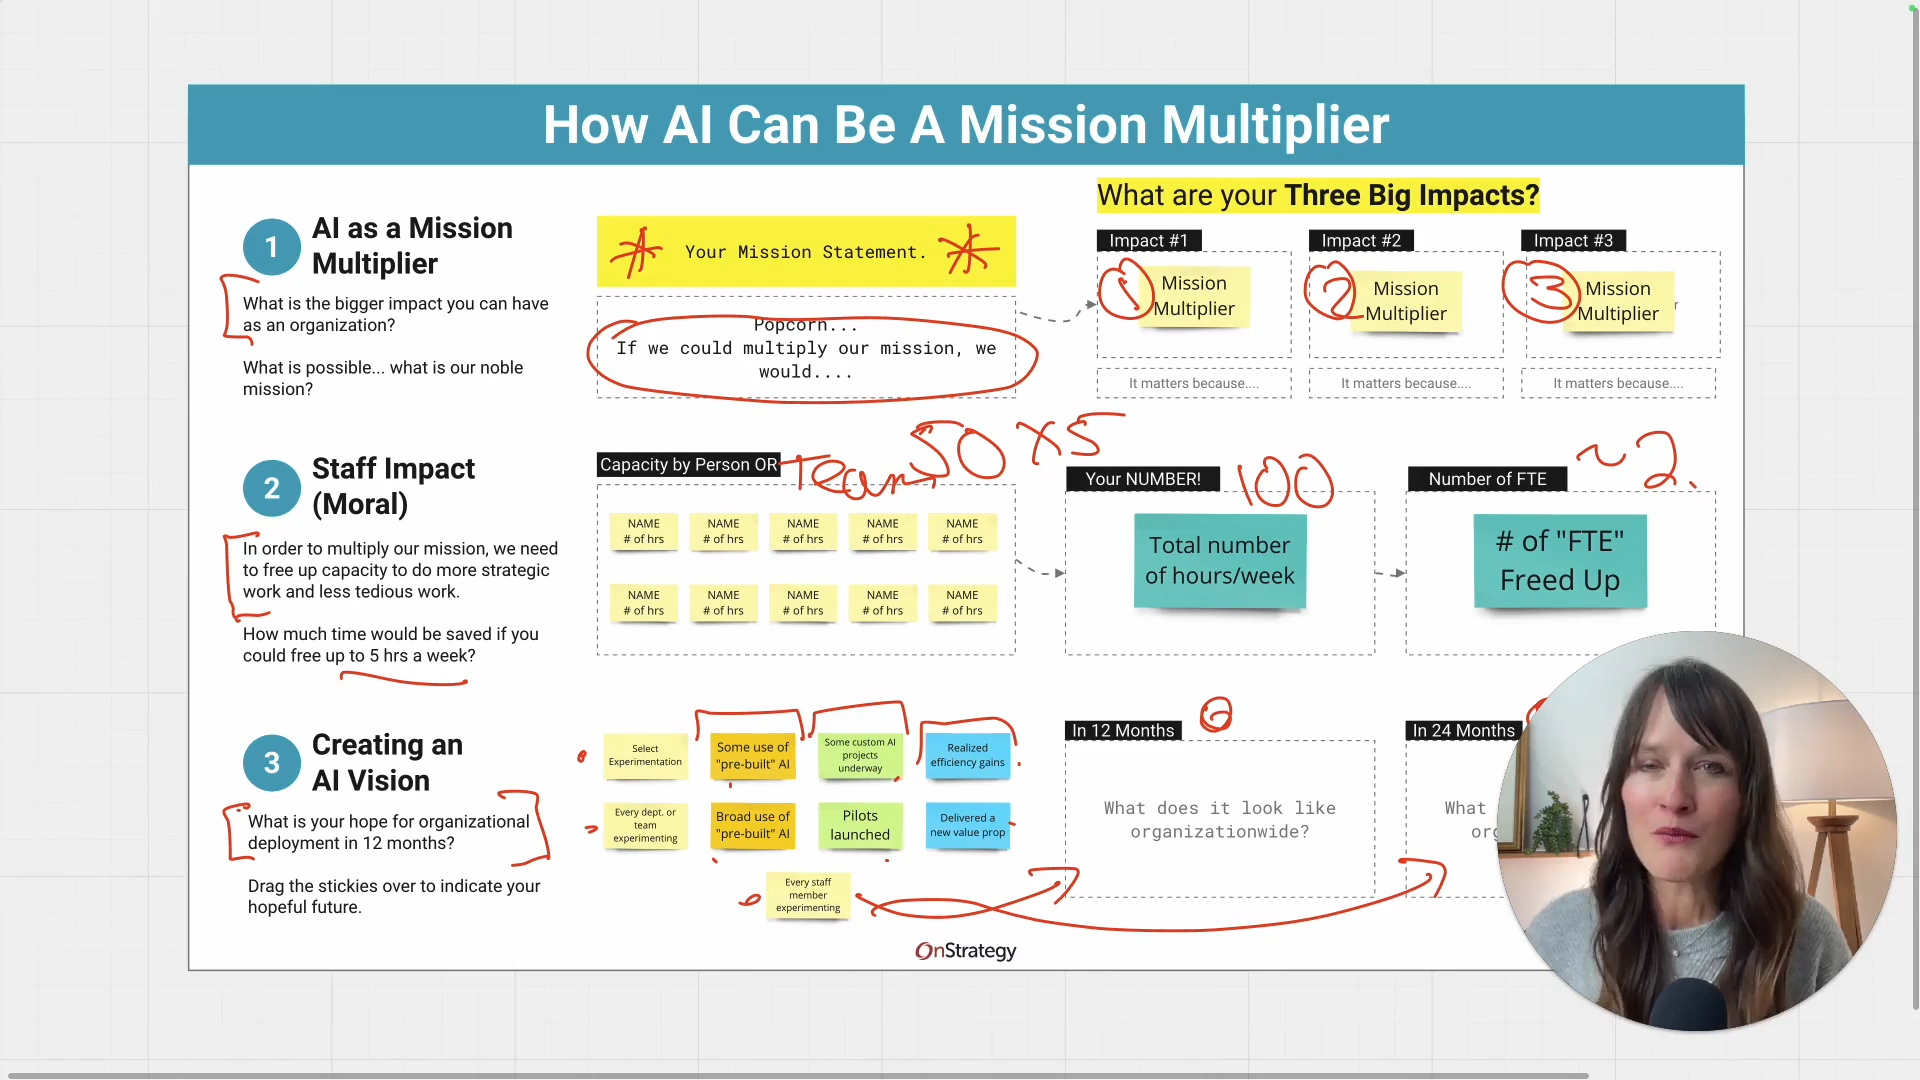 How AI Can Be A Mission Multiplier
1
AI as a Mission
Multiplier
What is the bigger impact you can have
as an organization?
What is possible... what is our noble
mission?
Your Mission Statement.
Popcorn...
If we could multiply our mission, we
would....
What are your Three Big Impacts?
Impact #1
1
Mission
Multiplier
It matters because....
Impact #2
2
Mission
Multiplier
It matters because....
Impact #3
3
Mission
Multiplier
It matters because....
2
Staff Impact
(Moral)
In order to multiply our mission, we need
to free up capacity to do more strategic
work and less tedious work.
How much time would be saved if you
could free up to 5 hrs a week?
Capacity by Person OR
Team
50 x 5
NAME
# of hrs
NAME
# of hrs
NAME
# of hrs
NAME
# of hrs
NAME
# of hrs
NAME
# of hrs
NAME
# of hrs
NAME
# of hrs
NAME
# of hrs
NAME
# of hrs
Your NUMBER!
100
Total number
of hours/week
Number of FTE
~2.
# of "FTE"
Freed Up
3
Creating an
AI Vision
What is your hope for organizational
deployment in 12 months?
Drag the stickies over to indicate your
hopeful future.
Select
Experimentation
Some use of
"pre-built" AI
Some custom AI
projects
underway
Realized
efficiency gains
Every dept. or
team
experimenting
Broad use of
"pre-built" AI
Pilots
launched
Delivered a
new value prop
Every staff
member
experimenting
In 12 Months
What does it look like
organizationwide?
In 24 Months
What
OnStrategy